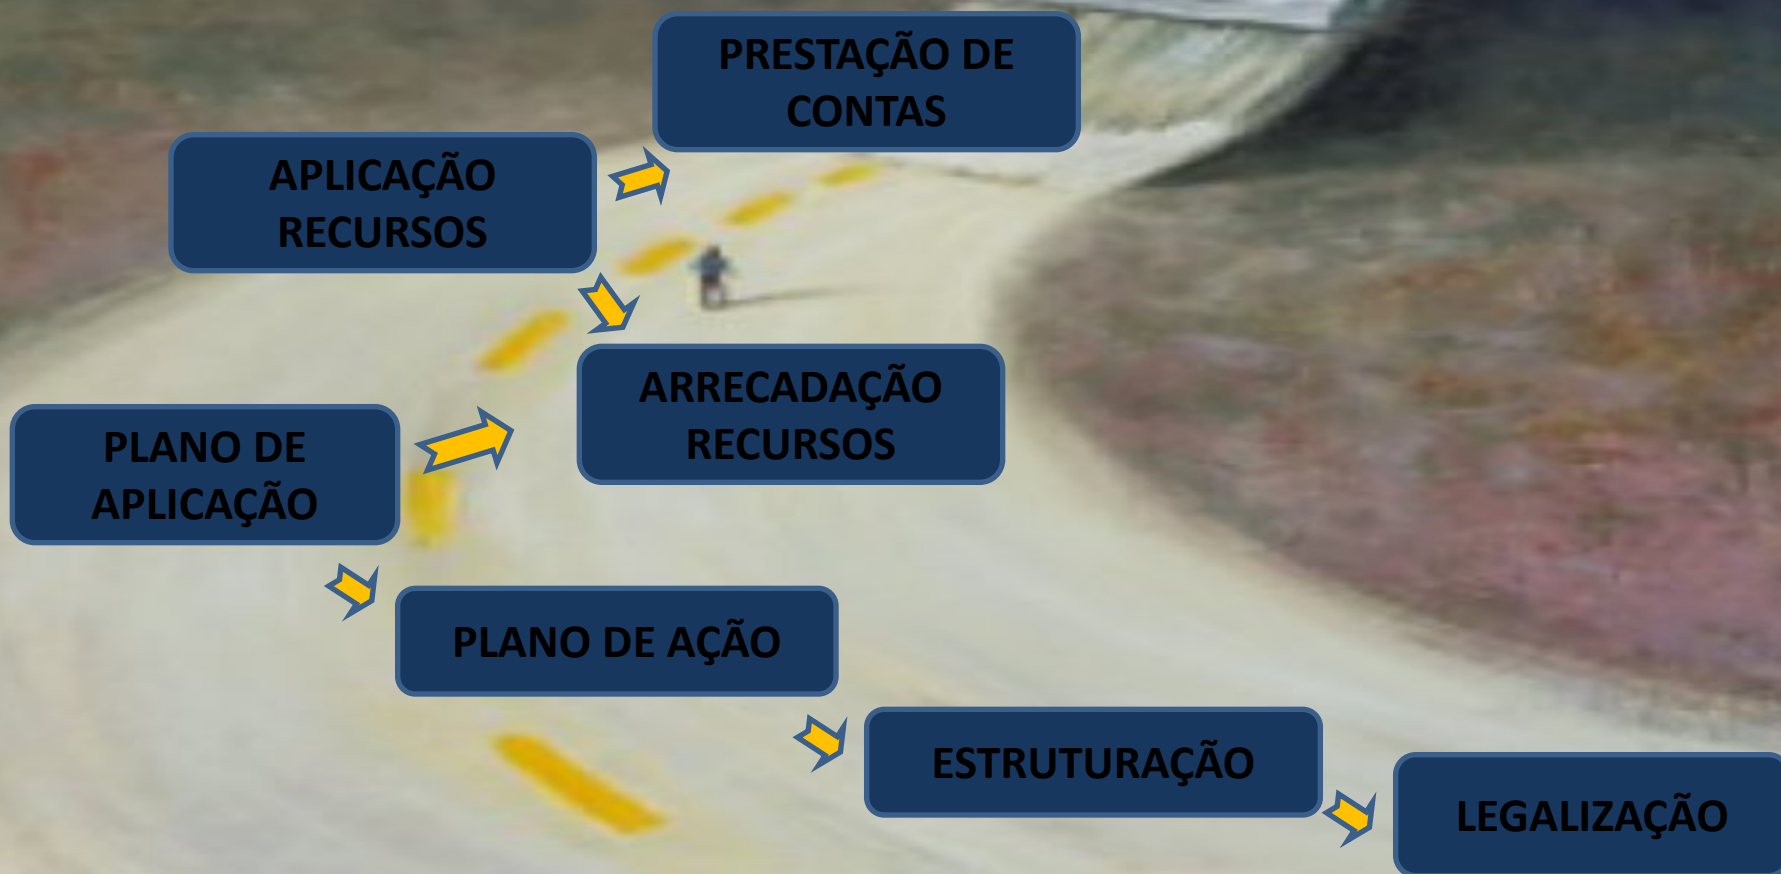 PRESTAÇÃO DE
CONTAS
APLICAÇÃO
RECURSOS
ARRECADAÇÃO
RECURSOS
PLANO DE
APLICAÇÃO
PLANO DE AÇÃO
ESTRUTURAÇÃO
LEGALIZAÇÃO